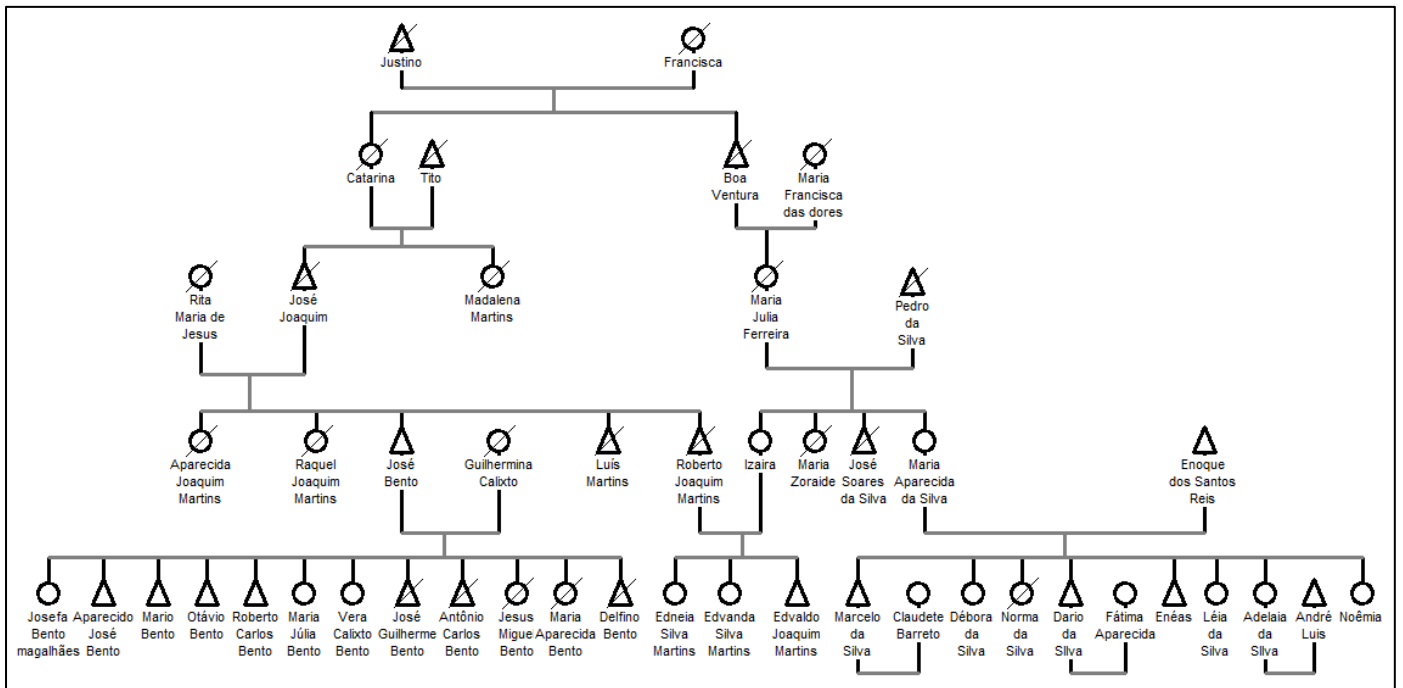 Justino
Francisca
Catarina
Tito
Boa
Ventura
Maria
Francisca
das dores
Rita
Maria de
Jesus
José
Joaquim
Madalena
Martins
Maria
Julia
Ferreira
Pedro
da
Silva
Aparecida
Joaquim
Martins
Raquel
Joaquim
Martins
José
Bento
Guilhermina
Calixto
Luís
Martins
Roberto
Joaquim
Martins
Izaira
Maria
Zoraide
José
Soares
da Silva
Maria
Aparecida
da Silva
Enoque
dos Santos
Reis
Josefa
Bento
magalhães
Aparecido
José
Bento
Mario
Bento
Otávio
Bento
Roberto
Carlos
Bento
Maria
Júlia
Bento
Vera
Calixto
Bento
José
Guilherme
Bento
Antônio
Carlos
Bento
Jesus
Migue
Bento
Maria
Aparecida
Bento
Delfino
Bento
Edneia
Silva
Martins
Edvanda
Silva
Martins
Edvaldo
Joaquim
Martins
Marcelo
da
Silva
Claudete
Barreto
Débora
da
SIlva
Norma
da
SIlva
Dario
da
SIlva
Fátima
Aparecida
Enéas
Léia
da
Silva
Adelaia
da
SIlva
André
Luis
Noêmia